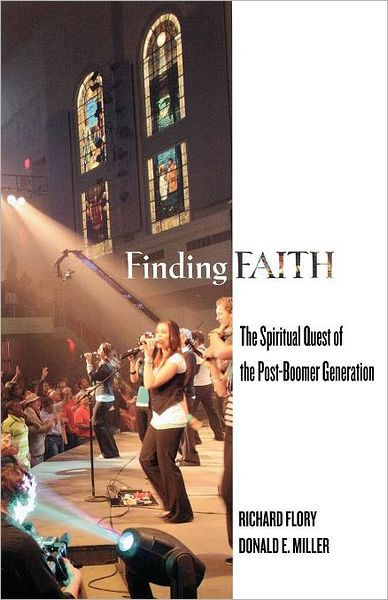 Finding FAITH
The Spiritual Quest of
the Post-Boomer Generation
RICHARD FLORY
DONALD E. MILLER